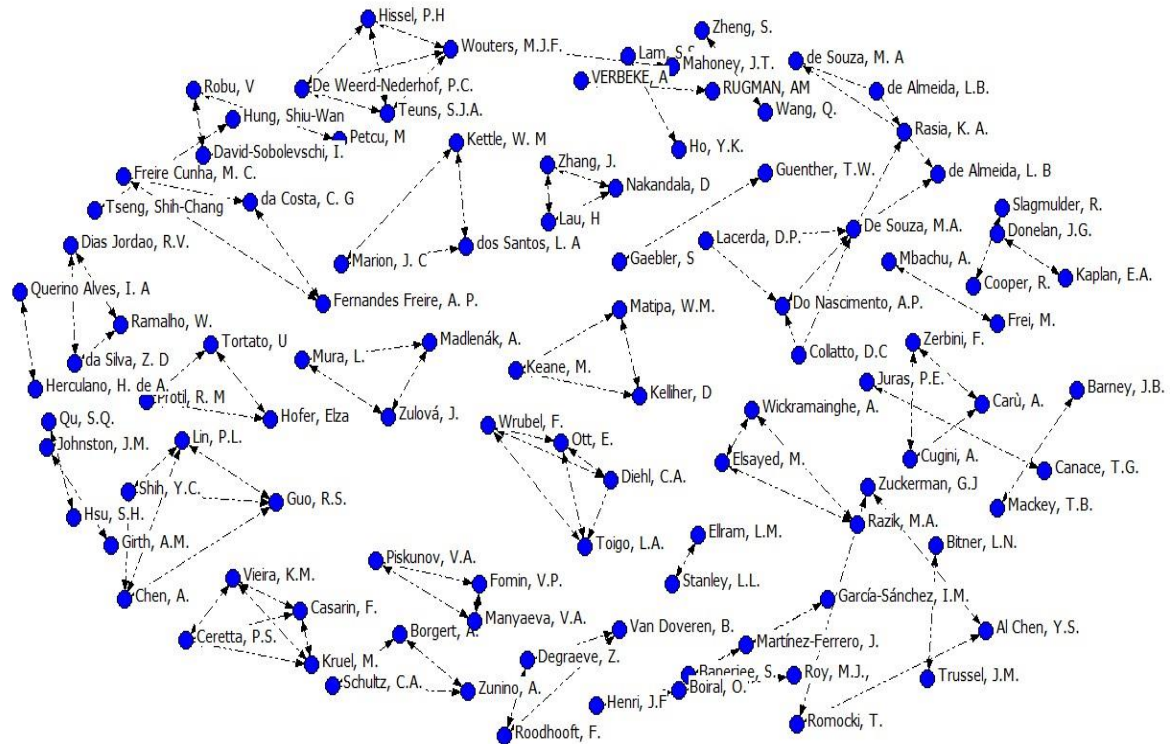 Hissel, P.H
Zheng, S.
Wouters, M.J.F.
Lam, S.S
Mahoney, J.T.
de Souza, M. A
Robu, V
De Weerd-Nederhof, P.C.
VERBEKE, A
RUGMAN, AM
de Almeida, L.B.
Teuns, S.J.A.
Wang, Q.
Hung, Shiu-Wan
Petcu, M
Kettle, W. M
Rasia, K. A.
David-Sobolevschi, I.
Ho, Y.K.
Zhang, J.
Guenther, T.W.
de Almeida, L. B
Freire Cunha, M. C.
Nakandala, D
da Costa, C. G
Tseng, Shih-Chang
Lau, H
Slagmulder, R.
De Souza, M.A.
Donelan, J.G.
Dias Jordao, R.V.
dos Santos, L. A
Lacerda, D.P.
Marion, J. C
Gaebler, S
Mbachu, A.
Kaplan, E.A.
Cooper, R.
Querino Alves, I. A
Fernandes Freire, A. P.
Matipa, W.M.
Do Nascimento, A.P.
Frei, M.
Ramalho, W.
Tortato, U
Madlenák, A.
Zerbini, F.
da Silva, Z. D
Mura, L.
Keane, M.
Collatto, D.C
Juras, P.E.
Barney, J.B.
Herculano, H. de A.
Protil, R. M
Kelliher, D
Carù, A.
Wickramainghe, A.
Qu, S.Q.
Hofer, Elza
Zulová, J.
Wrubel, F.
Johnston, J.M.
Lin, P.L.
Ott, E.
Elsayed, M.
Cugini, A.
Canace, T.G.
Diehl, C.A.
Zuckerman, G.J
Shih, Y.C.
Guo, R.S.
Mackey, T.B.
Hsu, S.H.
Razik, M.A.
Ellram, L.M.
Girth, A.M.
Toigo, L.A.
Bitner, L.N.
Piskunov, V.A.
Vieira, K.M.
Fomin, V.P.
Stanley, L.L.
Chen, A.
García-Sánchez, I.M.
Casarin, F.
Manyaeva, V.A.
Ceretta, P.S.
Borgert, A.
Van Doveren, B.
Al Chen, Y.S.
Martínez-Ferrero, J.
Kruel, M.
Degraeve, Z.
Banerjee, S.
Roy, M.J.,
Trussel, J.M.
Schultz, C.A.
Zunino, A.
Boiral, O.
Henri, J.F
Romocki, T.
Roodhooft, F.